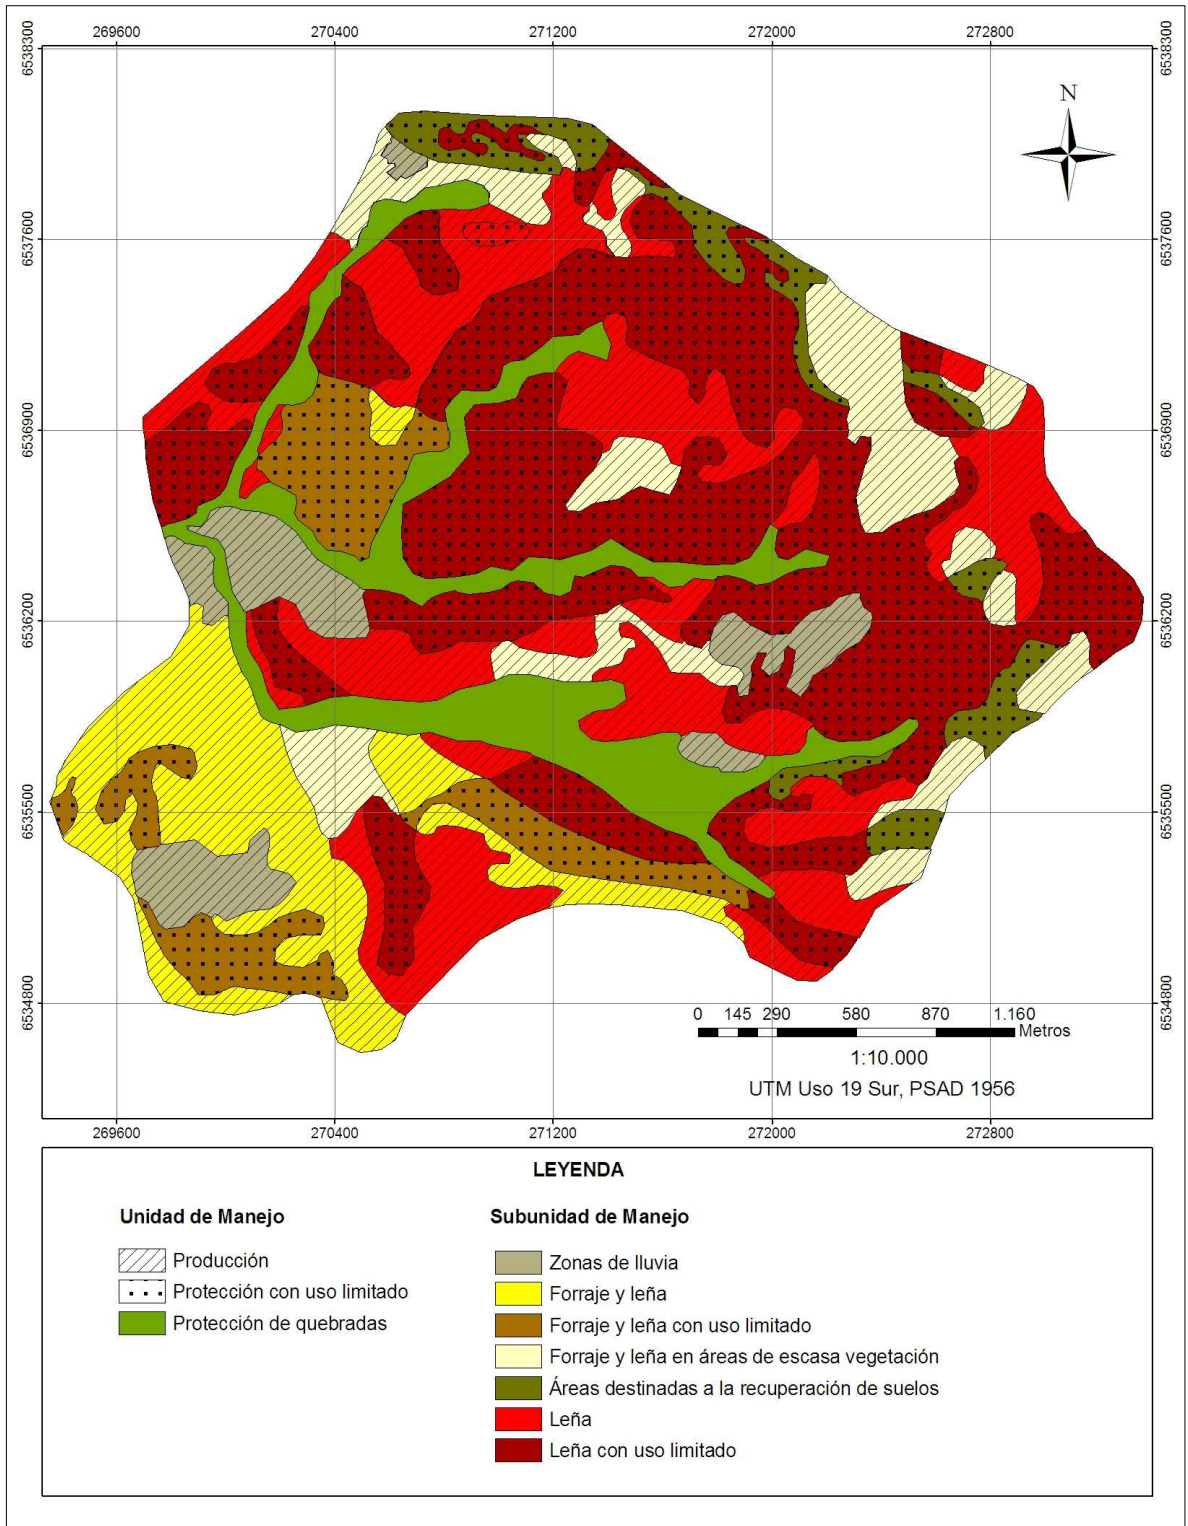 269600 270400 271200 272000 272800
6538300 6538300
N
6537600 6537600
6536900 6536900
6536200 6536200
6535500 6535500
6534800 6534800
0 145 290 580 870 1.160
Metros
1:10.000
UTM Uso 19 Sur, PSAD 1956
269600 270400 271200 272000 272800
LEYENDA
Unidad de Manejo
Producción
Protección con uso limitado
Protección de quebradas
Subunidad de Manejo
Zonas de lluvia
Forraje y leña
Forraje y leña con uso limitado
Forraje y leña en áreas de escasa vegetación
Áreas destinadas a la recuperación de suelos
Leña
Leña con uso limitado